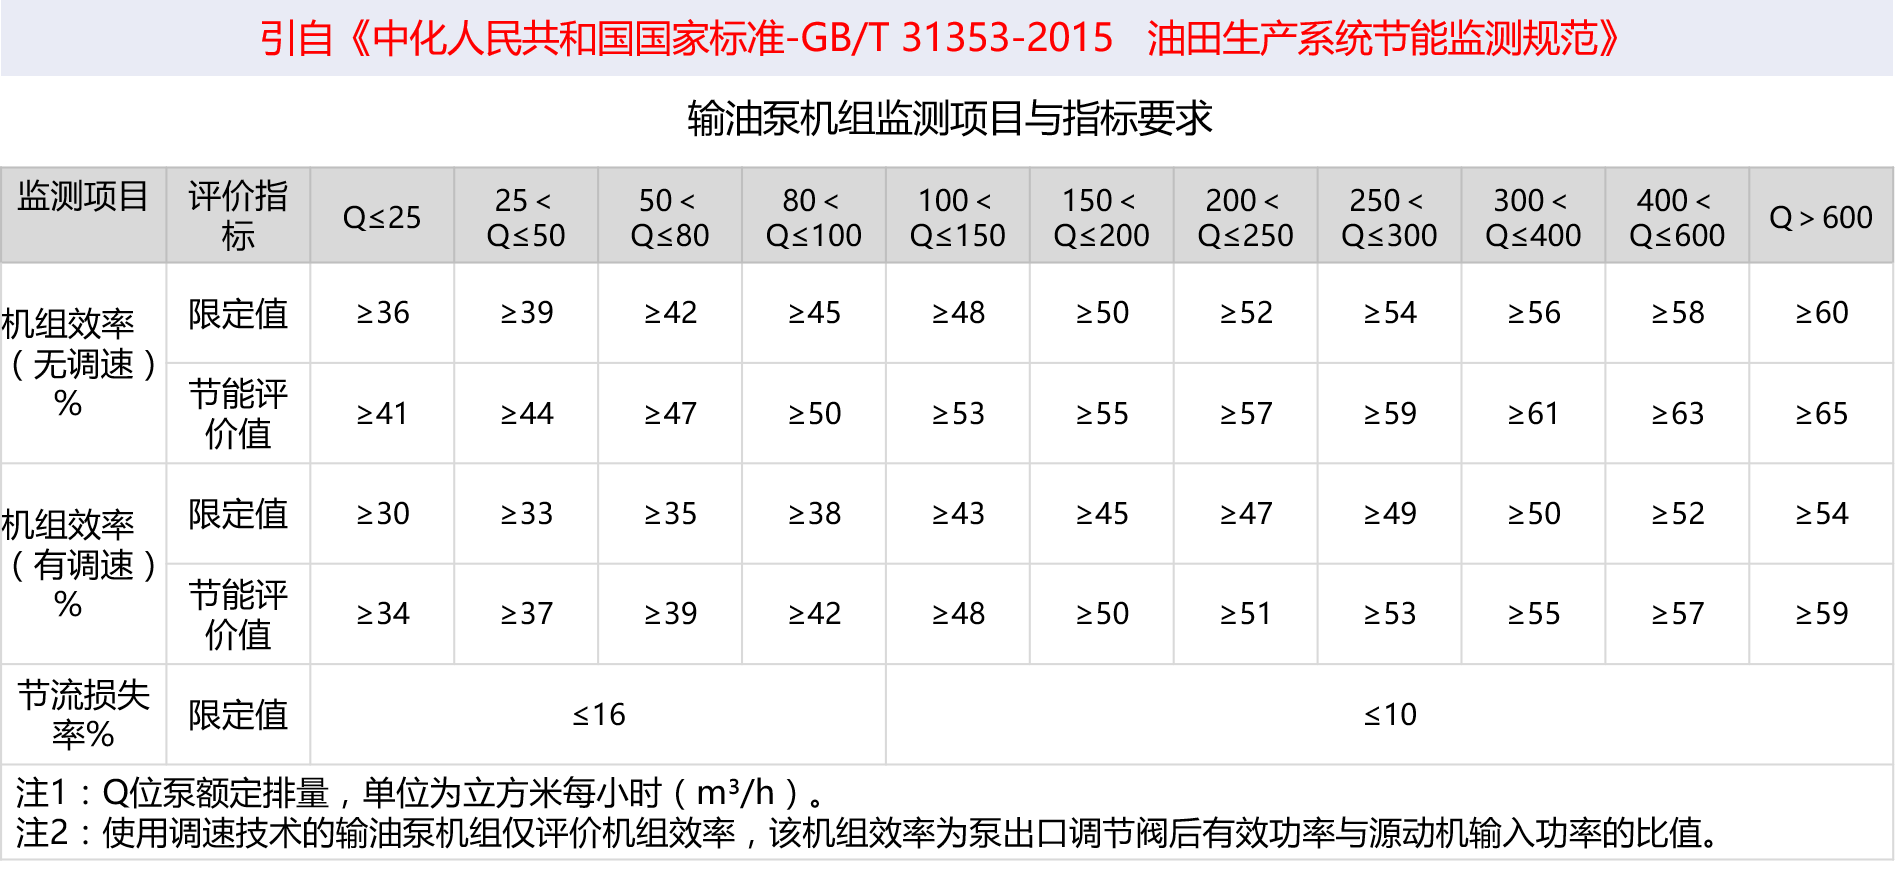 引自《中华人民共和国国家标准-GB/T 31353-2015 油田生产系统节能监测规范》
输油泵机组监测项目与指标要求
监测项目 评价指标 Q≤25 25＜Q≤50 50＜Q≤80 80＜Q≤100 100＜Q≤150 150＜Q≤200 200＜Q≤250 250＜Q≤300 300＜Q≤400 400＜Q≤600 Q＞600
机组效率（无调速）% 限定值 ≥36 ≥39 ≥42 ≥45 ≥48 ≥50 ≥52 ≥54 ≥56 ≥58 ≥60
节能评价值 ≥41 ≥44 ≥47 ≥50 ≥53 ≥55 ≥57 ≥59 ≥61 ≥63 ≥65
机组效率（有调速）% 限定值 ≥30 ≥33 ≥35 ≥38 ≥43 ≥45 ≥47 ≥49 ≥50 ≥52 ≥54
节能评价值 ≥34 ≥37 ≥39 ≥42 ≥48 ≥50 ≥51 ≥53 ≥55 ≥57 ≥59
节流损失率% 限定值 ≤16 ≤10
注1：Q位泵额定排量，单位为立方米每小时（m³/h）。
注2：使用调速技术的输油泵机组仅评价机组效率，该机组效率为泵出口调节阀后有效功率与源动机输入功率的比值。